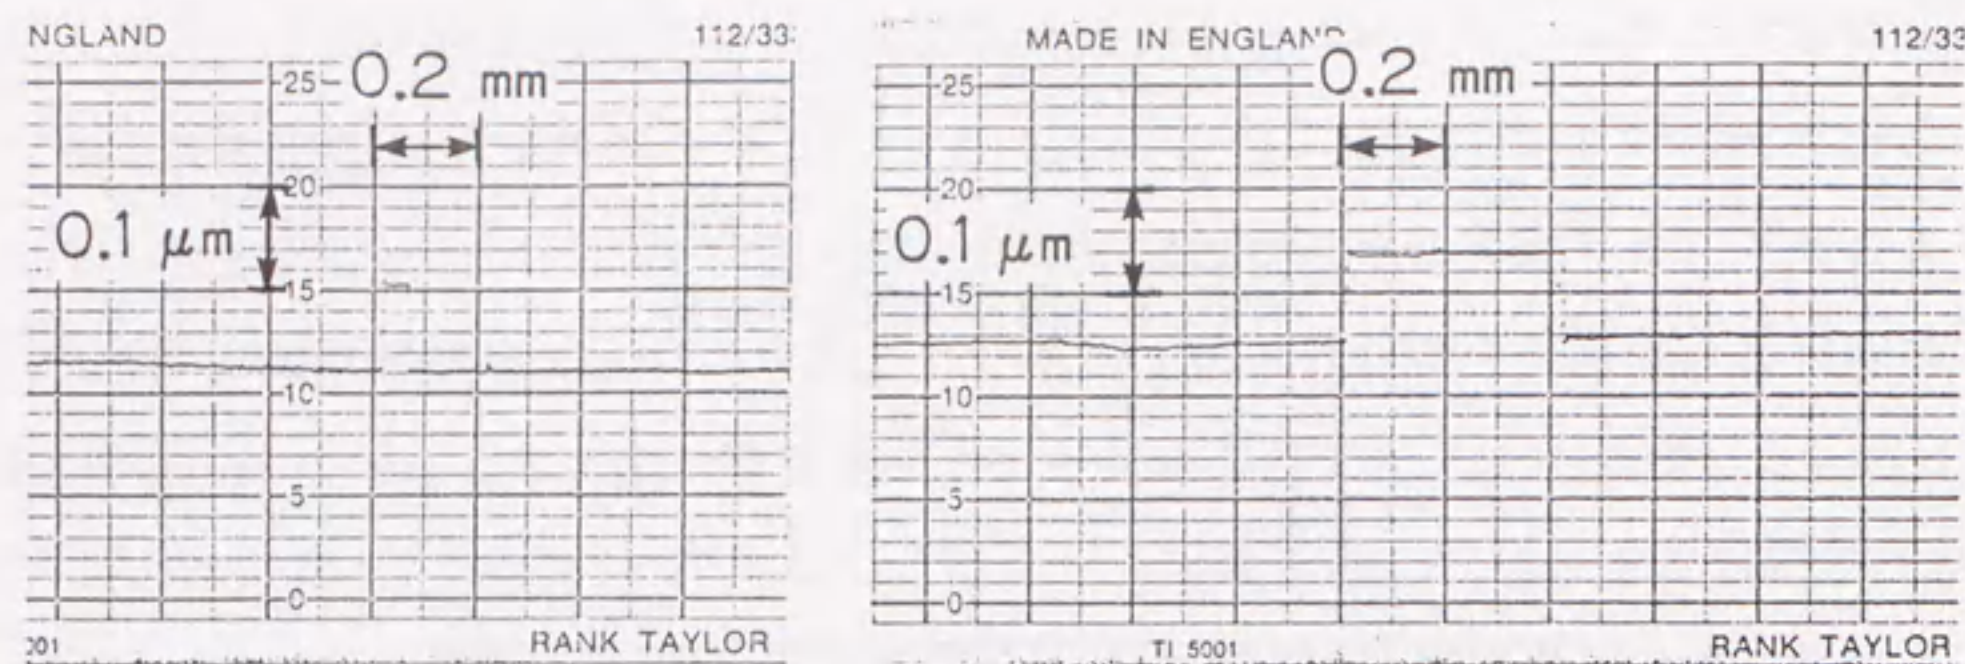 NGLAND 112/33
25 0.2 mm
20
0.1 μm
15
10
5
0
001 RANK TAYLOR
MADE IN ENGLAN 112/33
25 0.2 mm
20
0.1 μm
15
10
5
0
TI 5001 RANK TAYLOR